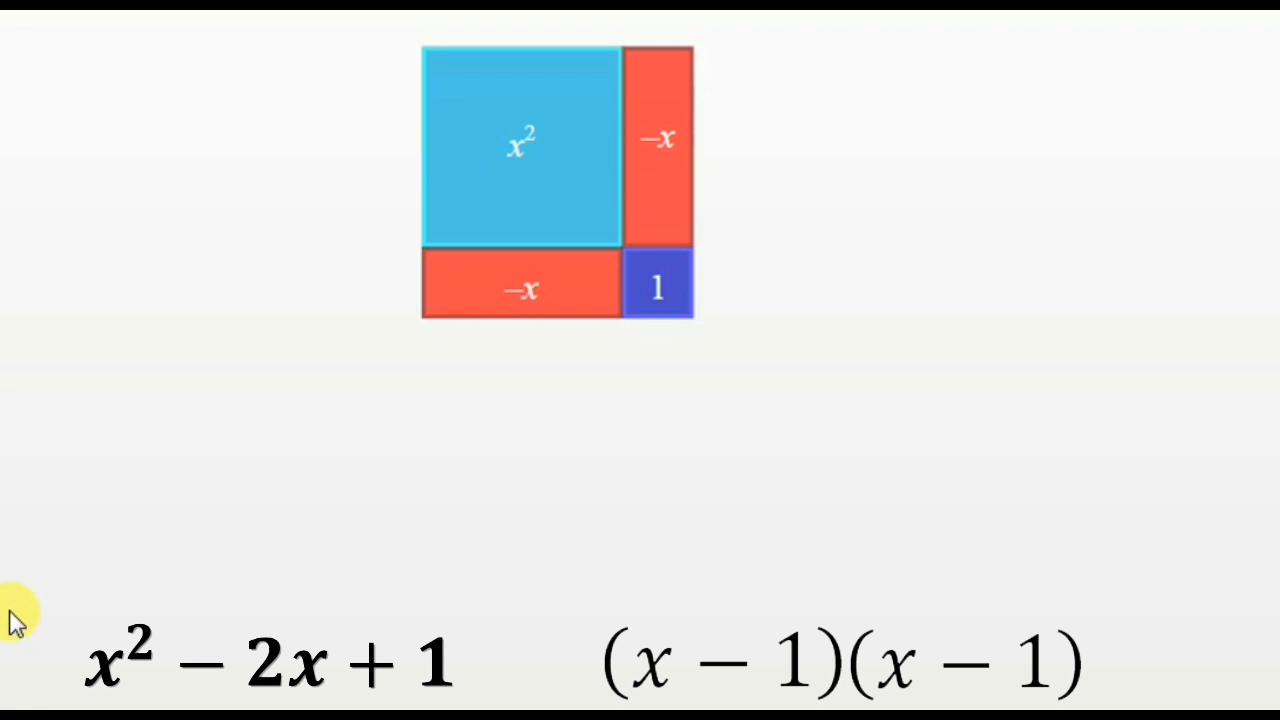 x² –x
–x 1
x² − 2x + 1 (x − 1)(x − 1)